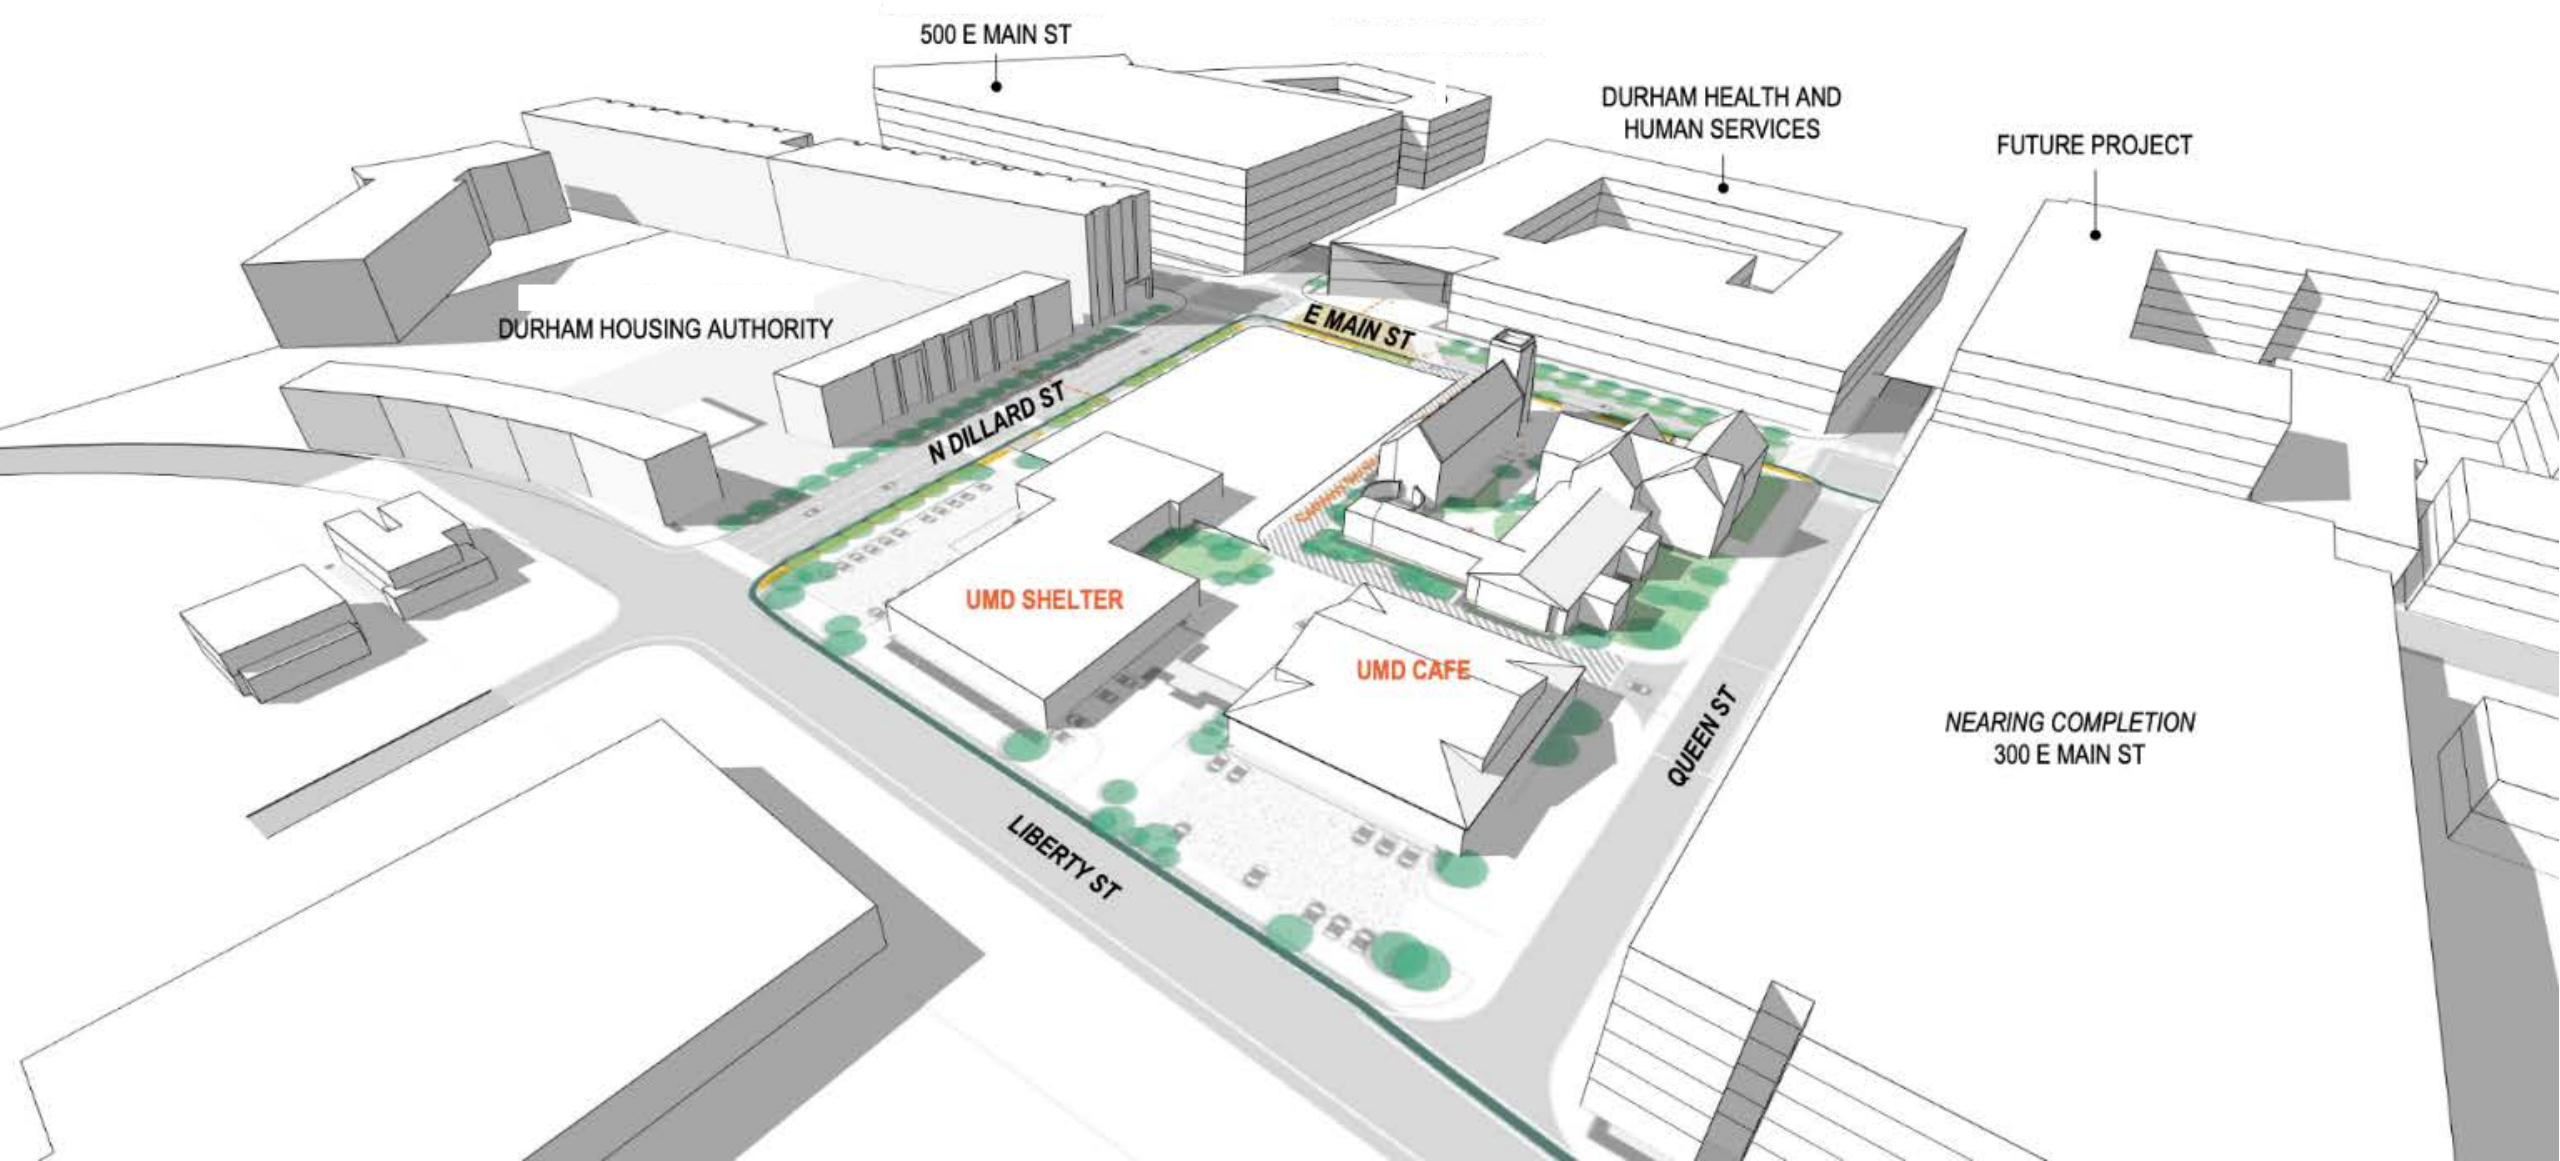 500 E MAIN ST
DURHAM HEALTH AND
HUMAN SERVICES
FUTURE PROJECT
DURHAM HOUSING AUTHORITY
E MAIN ST
N DILLARD ST
UMD SHELTER
UMD CAFE
QUEEN ST
NEARING COMPLETION
300 E MAIN ST
LIBERTY ST